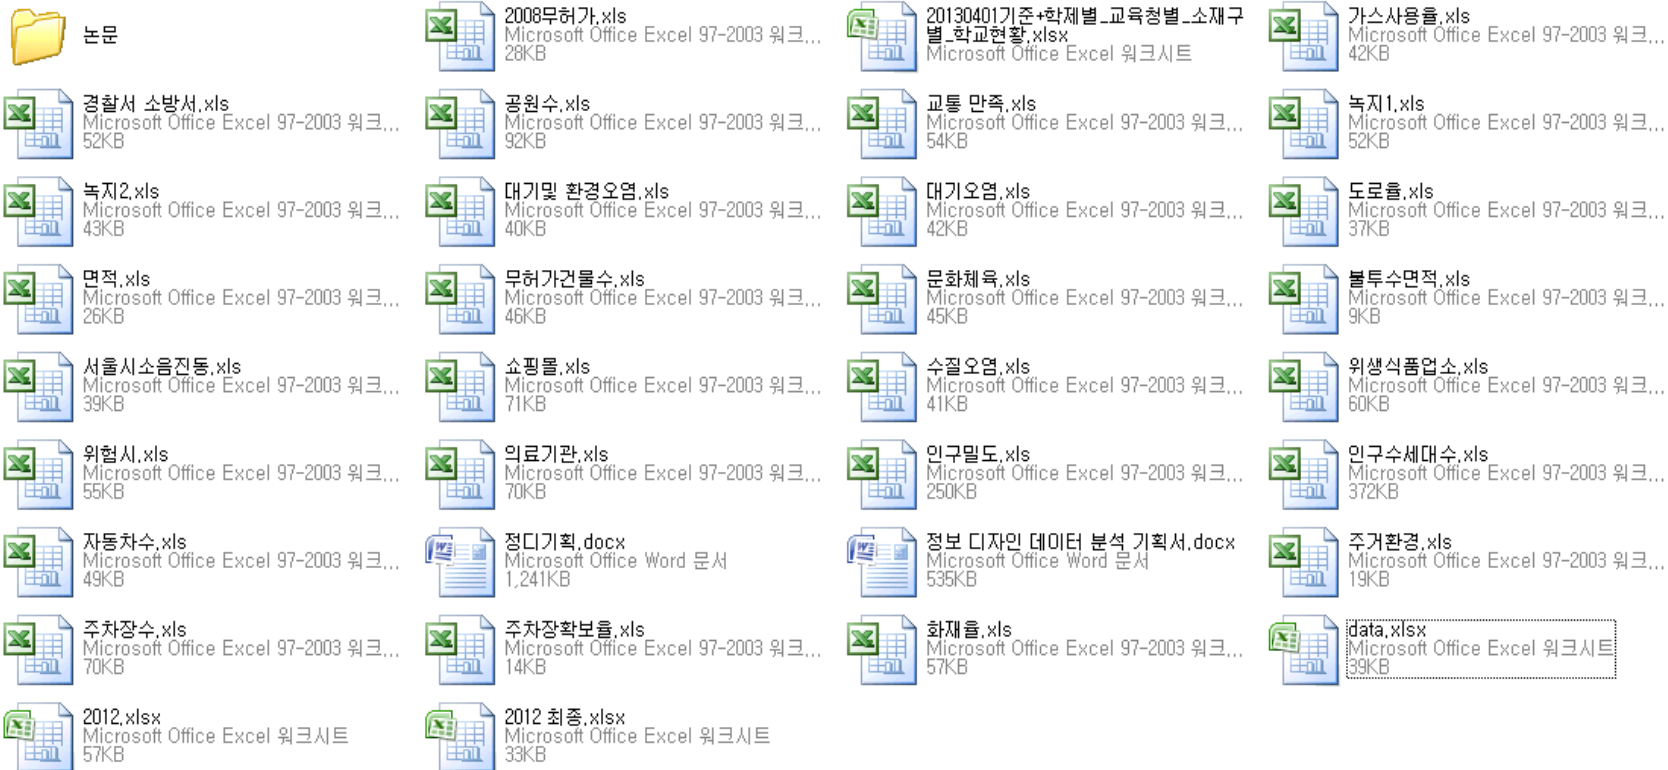 논문
2008무허가.xls
Microsoft Office Excel 97-2003 워크...
28KB
20130401기준+학제별_교육청별_소재구
별_학교현황.xlsx
Microsoft Office Excel 워크시트
가스사용율.xls
Microsoft Office Excel 97-2003 워크...
42KB
경찰서 소방서.xls
Microsoft Office Excel 97-2003 워크...
52KB
공원수.xls
Microsoft Office Excel 97-2003 워크...
92KB
교통 만족.xls
Microsoft Office Excel 97-2003 워크...
54KB
녹지1.xls
Microsoft Office Excel 97-2003 워크...
52KB
녹지2.xls
Microsoft Office Excel 97-2003 워크...
43KB
대기및 환경오염.xls
Microsoft Office Excel 97-2003 워크...
40KB
대기오염.xls
Microsoft Office Excel 97-2003 워크...
42KB
도로율.xls
Microsoft Office Excel 97-2003 워크...
37KB
면적.xls
Microsoft Office Excel 97-2003 워크...
26KB
무허가건물수.xls
Microsoft Office Excel 97-2003 워크...
46KB
문화체육.xls
Microsoft Office Excel 97-2003 워크...
45KB
불투수면적.xls
Microsoft Office Excel 97-2003 워크...
9KB
서울시소음진동.xls
Microsoft Office Excel 97-2003 워크...
39KB
쇼핑몰.xls
Microsoft Office Excel 97-2003 워크...
71KB
수질오염.xls
Microsoft Office Excel 97-2003 워크...
41KB
위생식품업소.xls
Microsoft Office Excel 97-2003 워크...
60KB
위험시.xls
Microsoft Office Excel 97-2003 워크...
55KB
의료기관.xls
Microsoft Office Excel 97-2003 워크...
70KB
인구밀도.xls
Microsoft Office Excel 97-2003 워크...
250KB
인구수세대수.xls
Microsoft Office Excel 97-2003 워크...
372KB
자동차수.xls
Microsoft Office Excel 97-2003 워크...
49KB
정디기획.docx
Microsoft Office Word 문서
1,241KB
정보 디자인 데이터 분석 기획서.docx
Microsoft Office Word 문서
535KB
주거환경.xls
Microsoft Office Excel 97-2003 워크...
19KB
주차장수.xls
Microsoft Office Excel 97-2003 워크...
70KB
주차장확보율.xls
Microsoft Office Excel 97-2003 워크...
14KB
화재율.xls
Microsoft Office Excel 97-2003 워크...
57KB
data.xlsx
Microsoft Office Excel 워크시트
39KB
2012.xlsx
Microsoft Office Excel 워크시트
57KB
2012 최종.xlsx
Microsoft Office Excel 워크시트
33KB